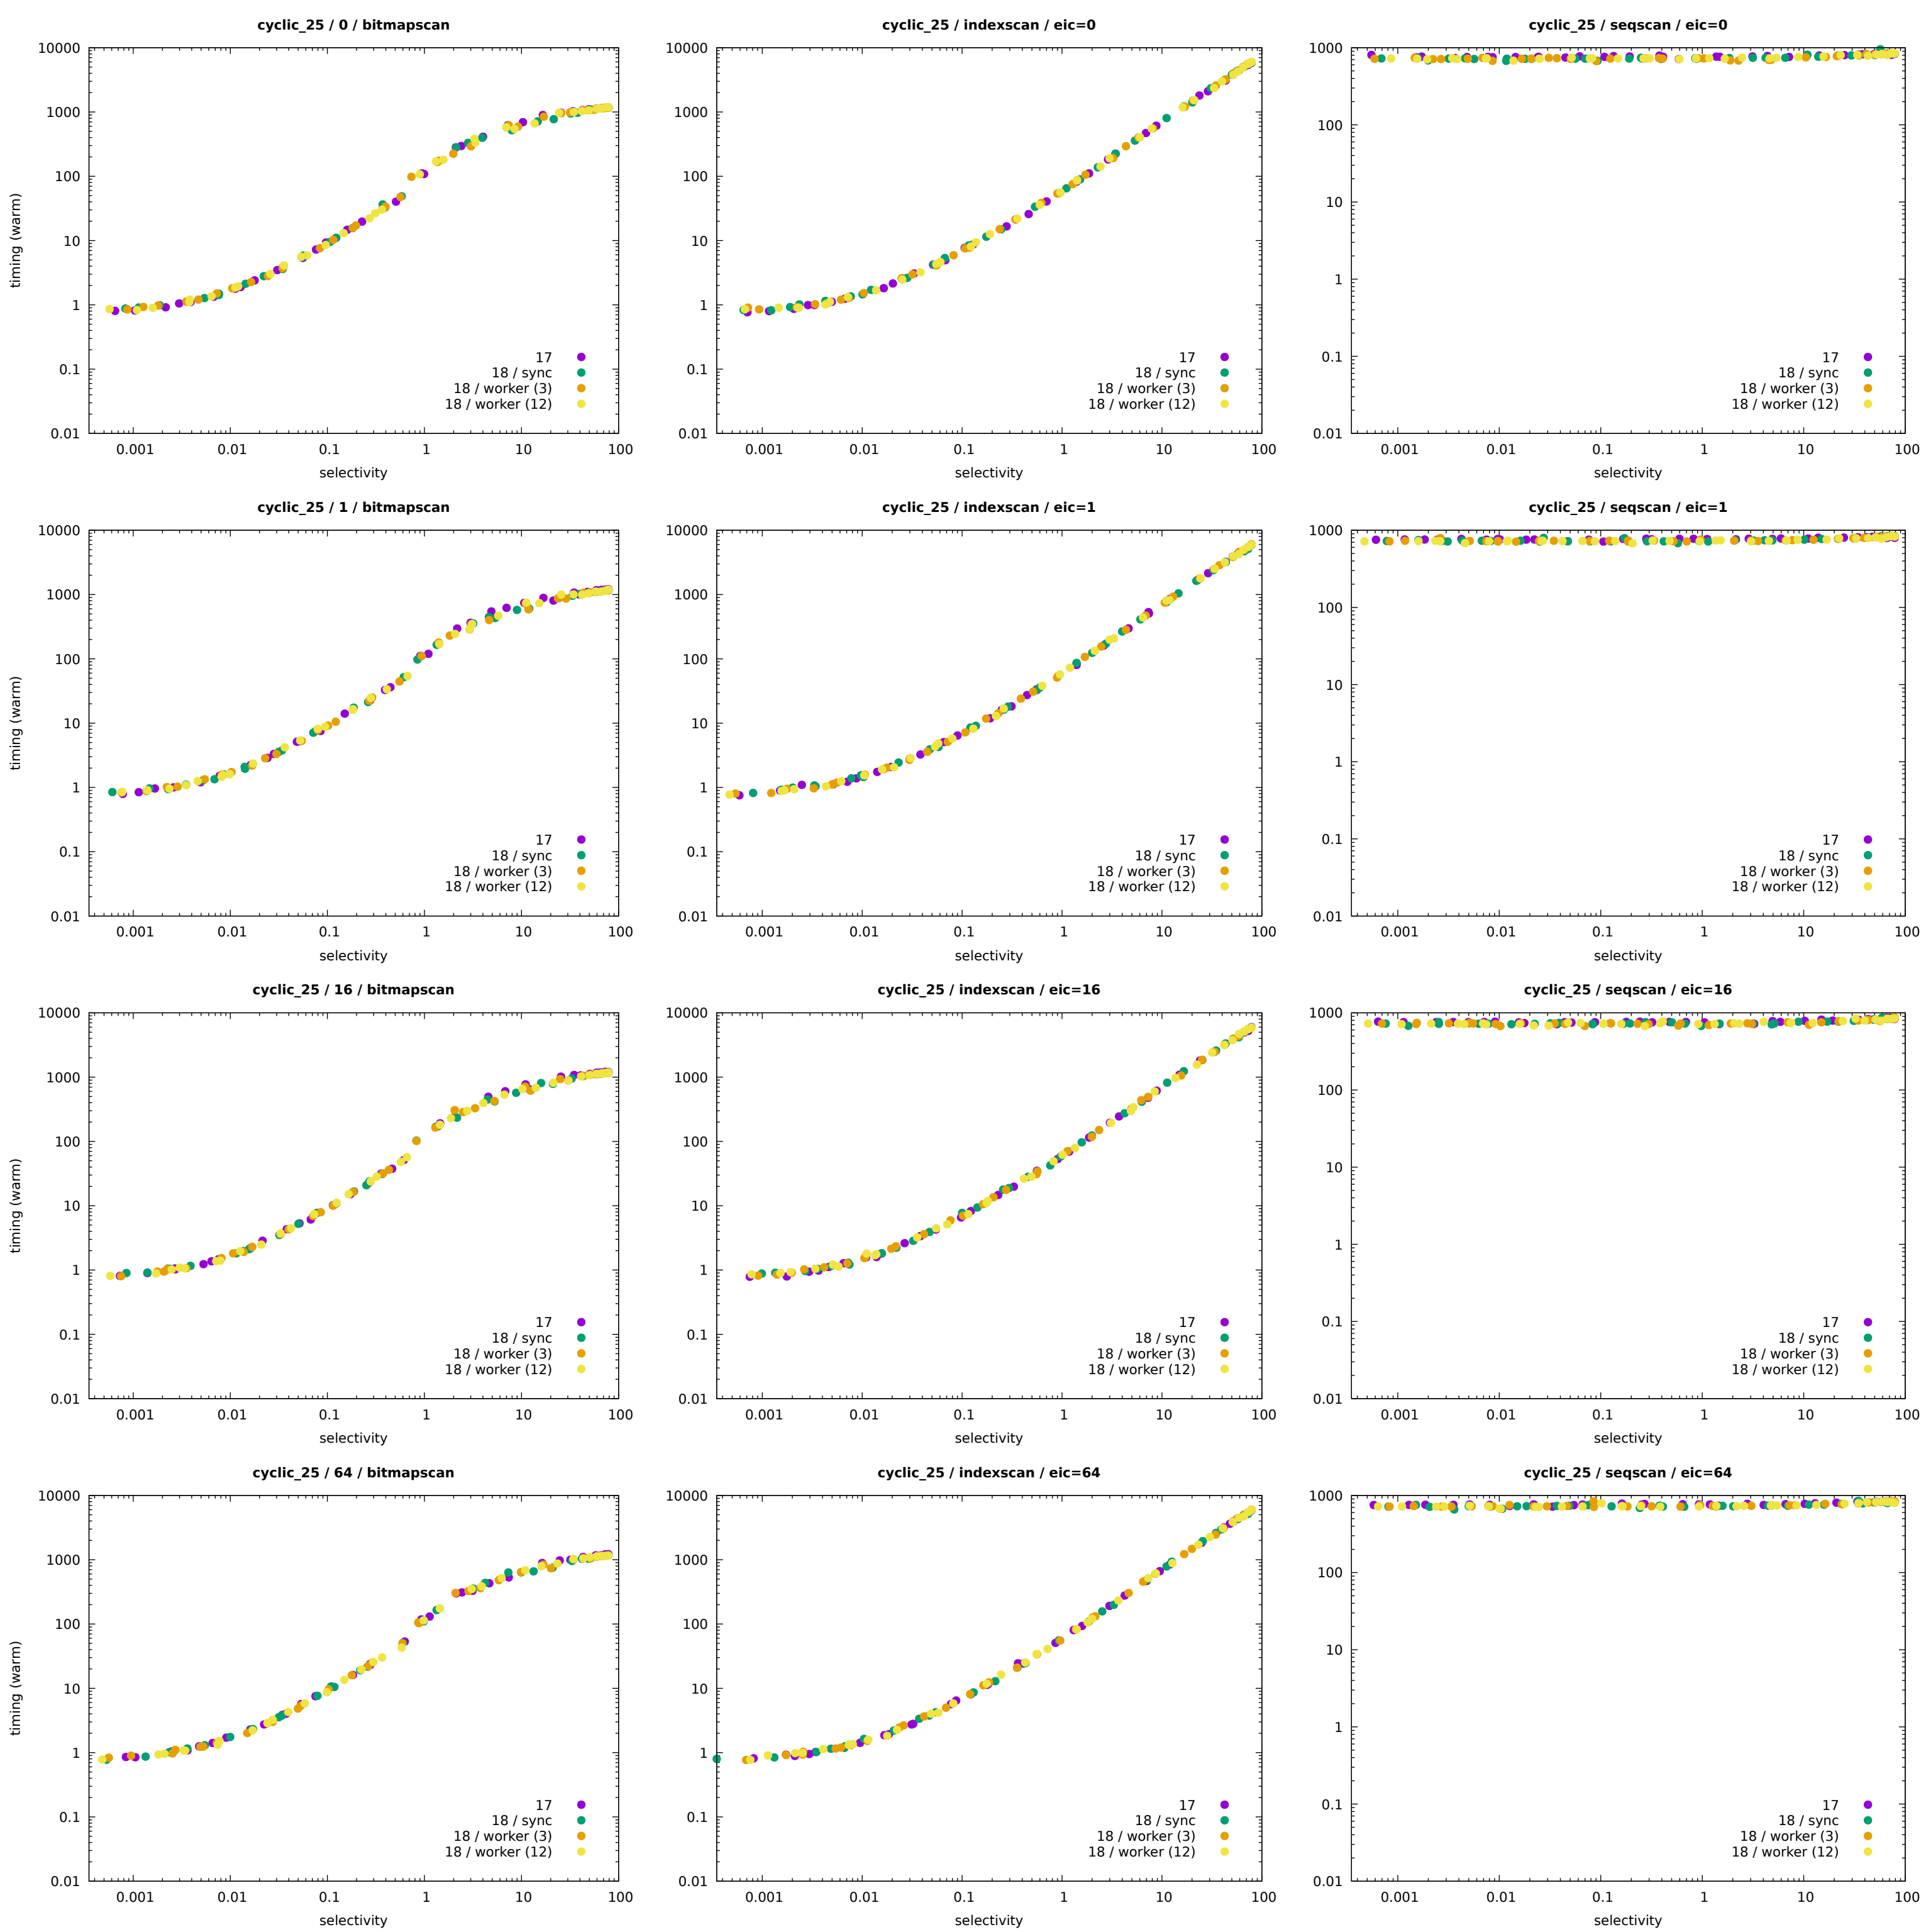 cyclic_25 / 0 / bitmapscan
timing (warm)
10000
1000
100
10
1
0.1
0.01
17
18 / sync
18 / worker (3)
18 / worker (12)
0.001 0.01 0.1 1 10 100
selectivity
cyclic_25 / indexscan / eic=0
10000
1000
100
10
1
0.1
0.01
17
18 / sync
18 / worker (3)
18 / worker (12)
0.001 0.01 0.1 1 10 100
selectivity
cyclic_25 / seqscan / eic=0
1000
100
10
1
0.1
0.01
17
18 / sync
18 / worker (3)
18 / worker (12)
0.001 0.01 0.1 1 10 100
selectivity
cyclic_25 / 1 / bitmapscan
timing (warm)
10000
1000
100
10
1
0.1
0.01
17
18 / sync
18 / worker (3)
18 / worker (12)
0.001 0.01 0.1 1 10 100
selectivity
cyclic_25 / indexscan / eic=1
10000
1000
100
10
1
0.1
0.01
17
18 / sync
18 / worker (3)
18 / worker (12)
0.001 0.01 0.1 1 10 100
selectivity
cyclic_25 / seqscan / eic=1
1000
100
10
1
0.1
0.01
17
18 / sync
18 / worker (3)
18 / worker (12)
0.001 0.01 0.1 1 10 100
selectivity
cyclic_25 / 16 / bitmapscan
timing (warm)
10000
1000
100
10
1
0.1
0.01
17
18 / sync
18 / worker (3)
18 / worker (12)
0.001 0.01 0.1 1 10 100
selectivity
cyclic_25 / indexscan / eic=16
10000
1000
100
10
1
0.1
0.01
17
18 / sync
18 / worker (3)
18 / worker (12)
0.001 0.01 0.1 1 10 100
selectivity
cyclic_25 / seqscan / eic=16
1000
100
10
1
0.1
0.01
17
18 / sync
18 / worker (3)
18 / worker (12)
0.001 0.01 0.1 1 10 100
selectivity
cyclic_25 / 64 / bitmapscan
timing (warm)
10000
1000
100
10
1
0.1
0.01
17
18 / sync
18 / worker (3)
18 / worker (12)
0.001 0.01 0.1 1 10 100
selectivity
cyclic_25 / indexscan / eic=64
10000
1000
100
10
1
0.1
0.01
17
18 / sync
18 / worker (3)
18 / worker (12)
0.001 0.01 0.1 1 10 100
selectivity
cyclic_25 / seqscan / eic=64
1000
100
10
1
0.1
0.01
17
18 / sync
18 / worker (3)
18 / worker (12)
0.001 0.01 0.1 1 10 100
selectivity